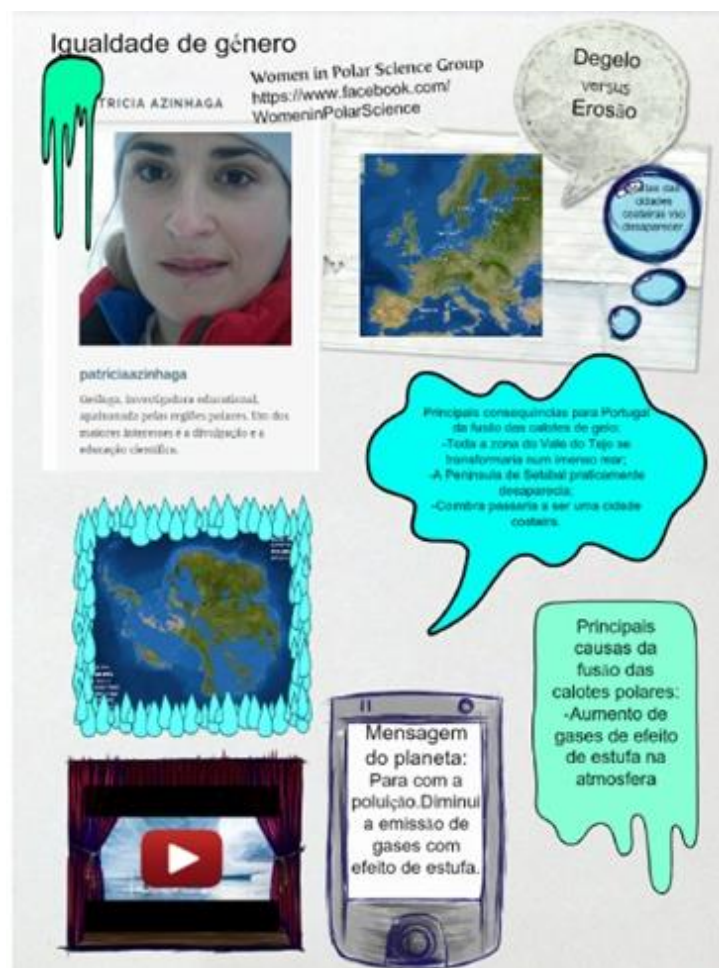 Igualdade de género
Women in Polar Science Group
https://www.facebook.com/
WomeninPolarScience
TRICIA AZINHAGA
Degelo
versus
Erosão
das
cidades
costeiras vão
desaparecer
patriciaazinhaga
Geóloga, investigadora educational,
apaixonada pelas regiões polares. Um dos
maiores interesses é a divulgação e a
educação científica.
Principais consequências para Portugal
da fusão das calotes de gelo:
-Toda a zona do Vale do Tejo se
transformaria num imenso mar;
-A Península de Setúbal praticamente
desaparecia;
-Coimbra passaria a ser uma cidade
costeira.
Principais
causas da
fusão das
calotes polares:
-Aumento de
gases de efeito
de estufa na
atmosfera
Mensagem
do planeta:
Para com a
poluição.Diminui
a emissão de
gases com
efeito de estufa.